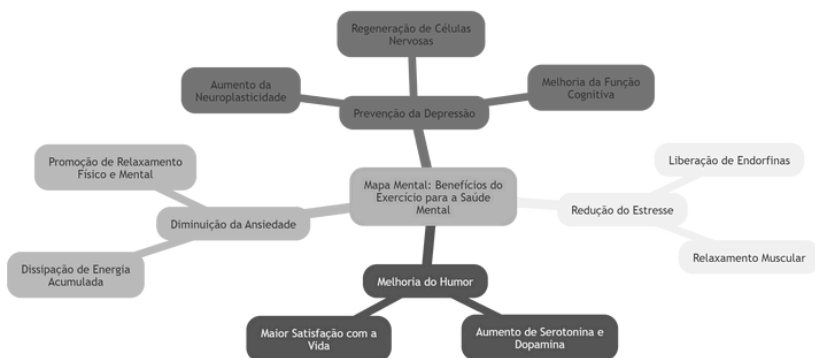 Regeneração de Células
Nervosas
Aumento da
Neuroplasticidade
Melhoria da Função
Cognitiva
Prevenção da Depressão
Promoção de Relaxamento
Físico e Mental
Liberação de Endorfinas
Mapa Mental: Benefícios do
Exercício para a Saúde
Mental
Diminuição da Ansiedade
Redução do Estresse
Dissipação de Energia
Acumulada
Relaxamento Muscular
Melhoria do Humor
Maior Satisfação com a
Vida
Aumento de Serotonina e
Dopamina